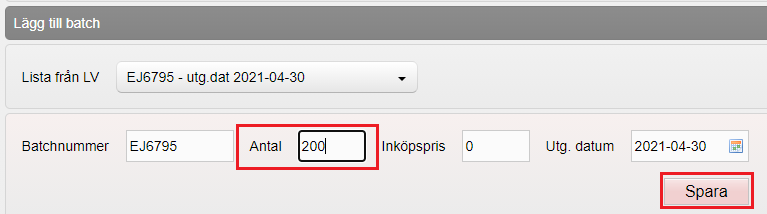 Lägg till batch
Lista från LV EJ6795 - utg.dat 2021-04-30
Batchnummer EJ6795 Antal 200 Inköpspris 0 Utg. datum 2021-04-30
Spara